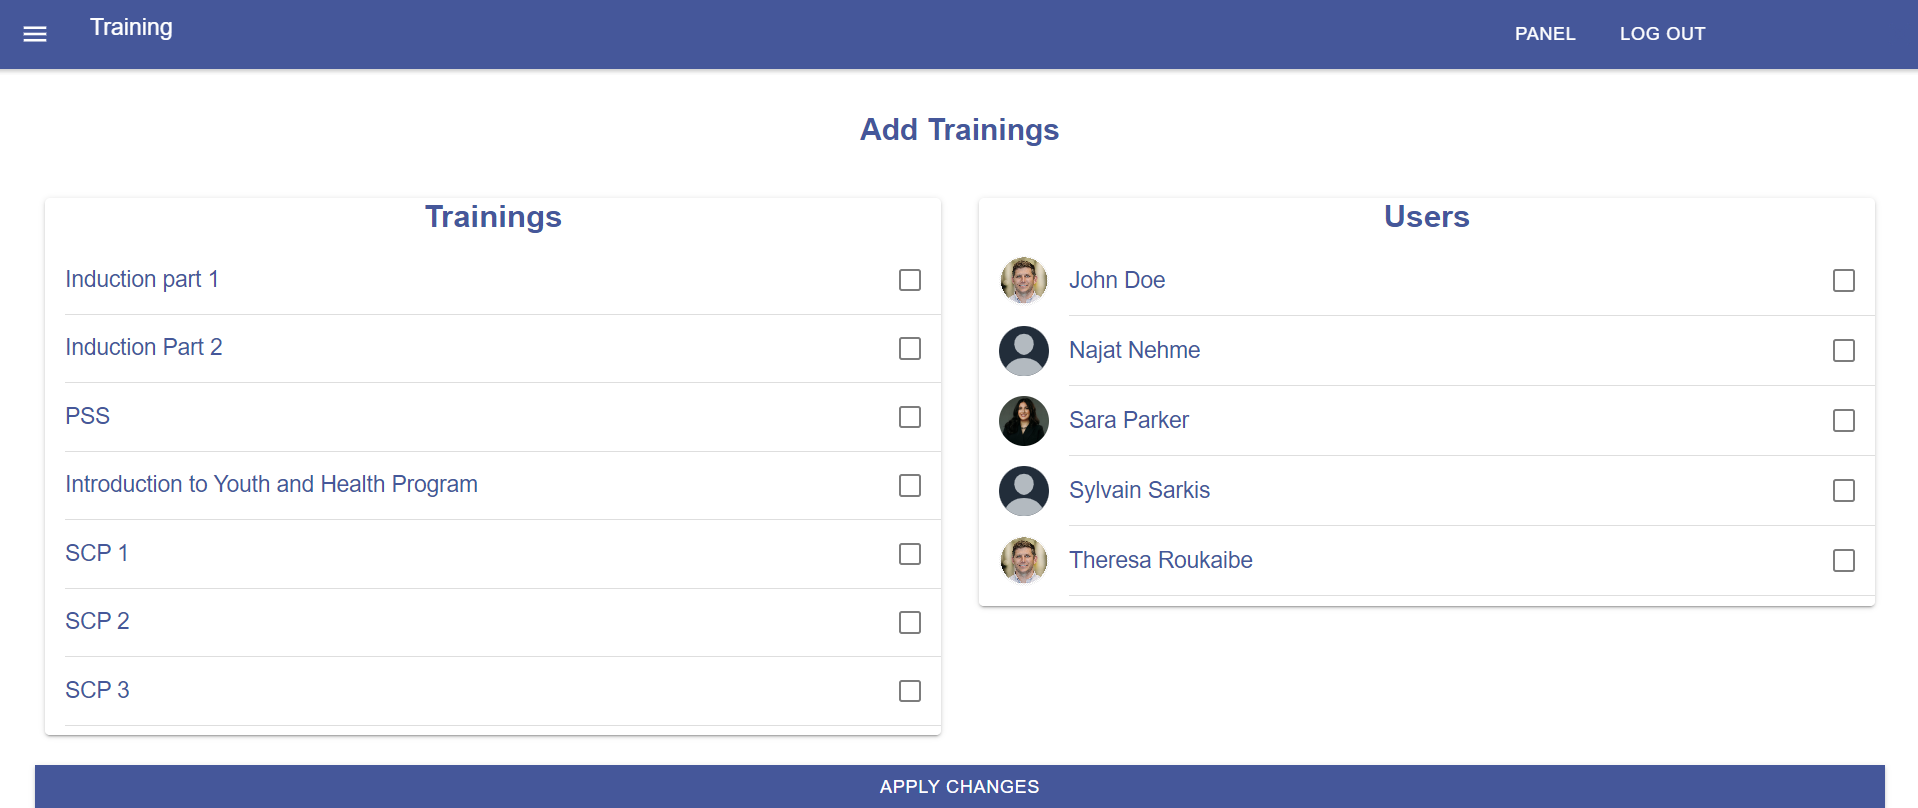 Training
PANEL
LOG OUT
Add Trainings
Trainings
Induction part 1
Induction Part 2
PSS
Introduction to Youth and Health Program
SCP 1
SCP 2
SCP 3
Users
John Doe
Najat Nehme
Sara Parker
Sylvain Sarkis
Theresa Roukaibe
APPLY CHANGES